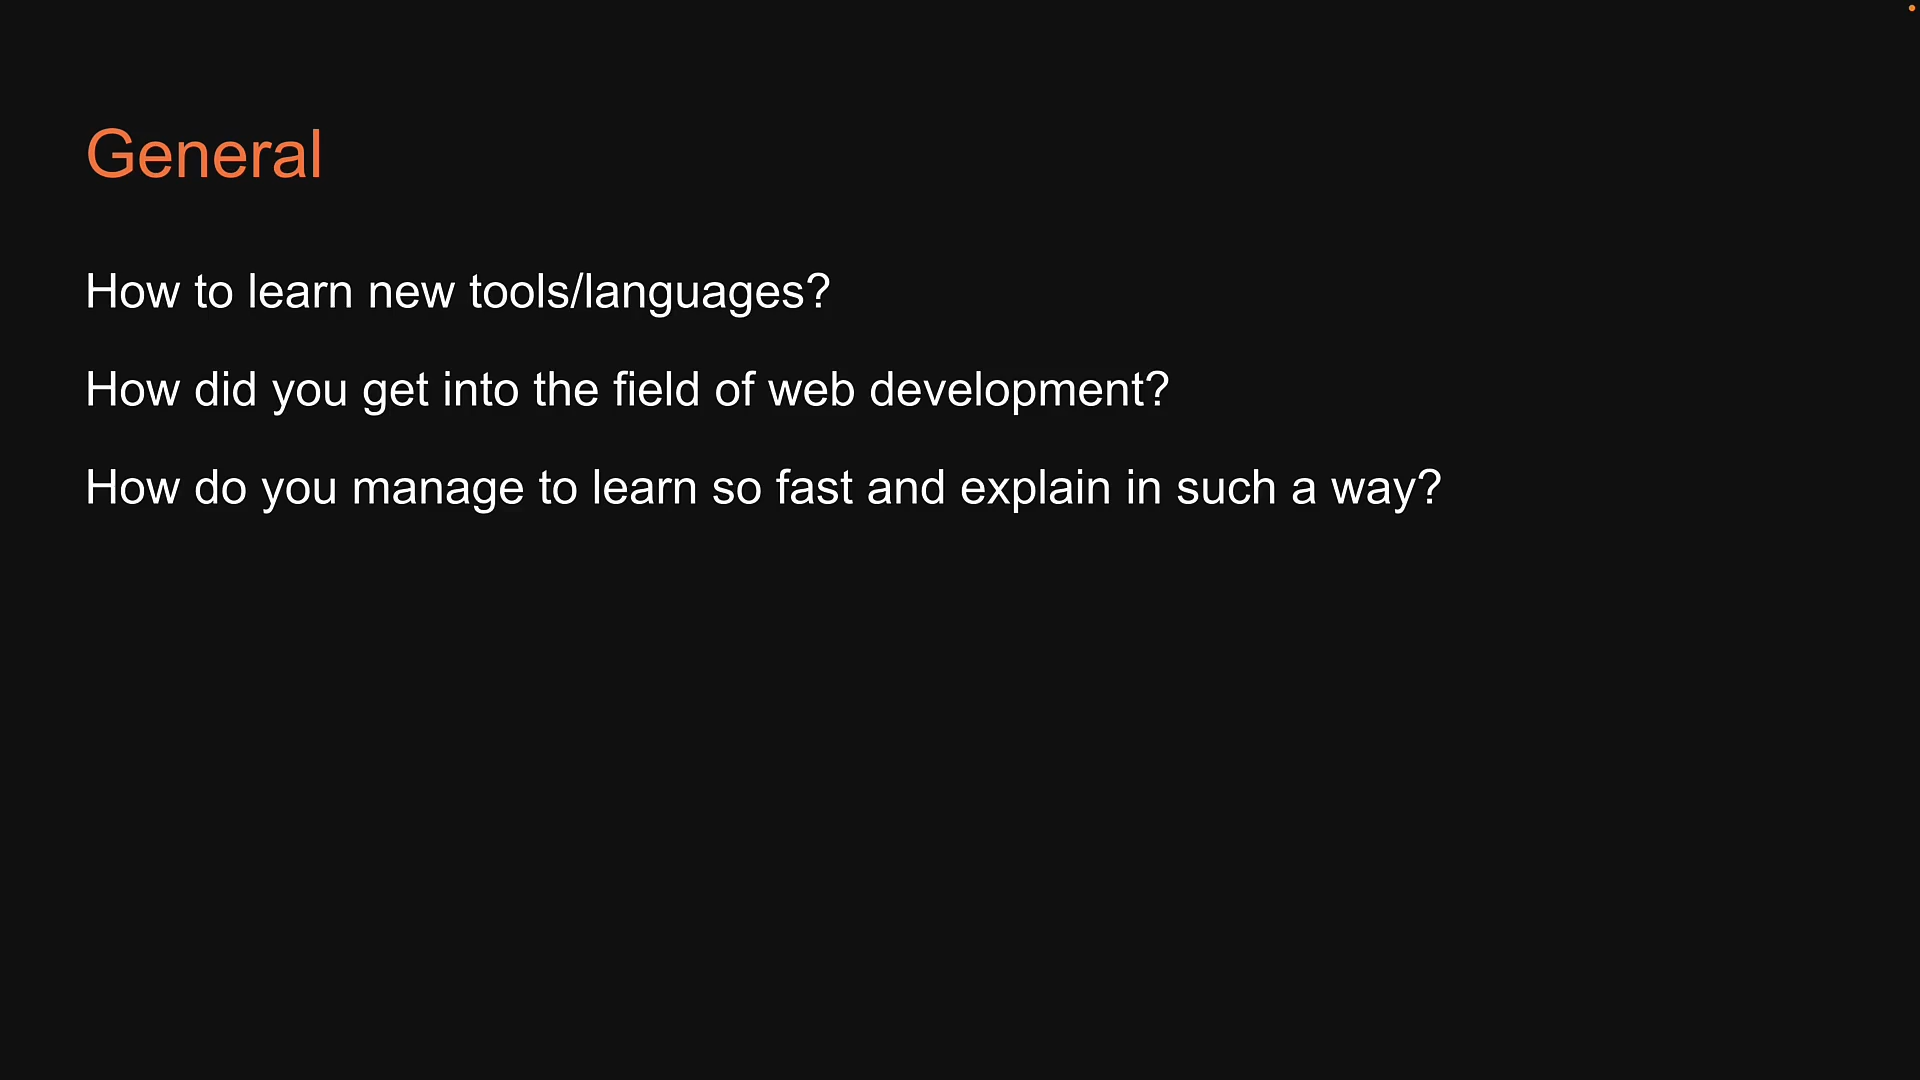 General
How to learn new tools/languages?
How did you get into the field of web development?
How do you manage to learn so fast and explain in such a way?